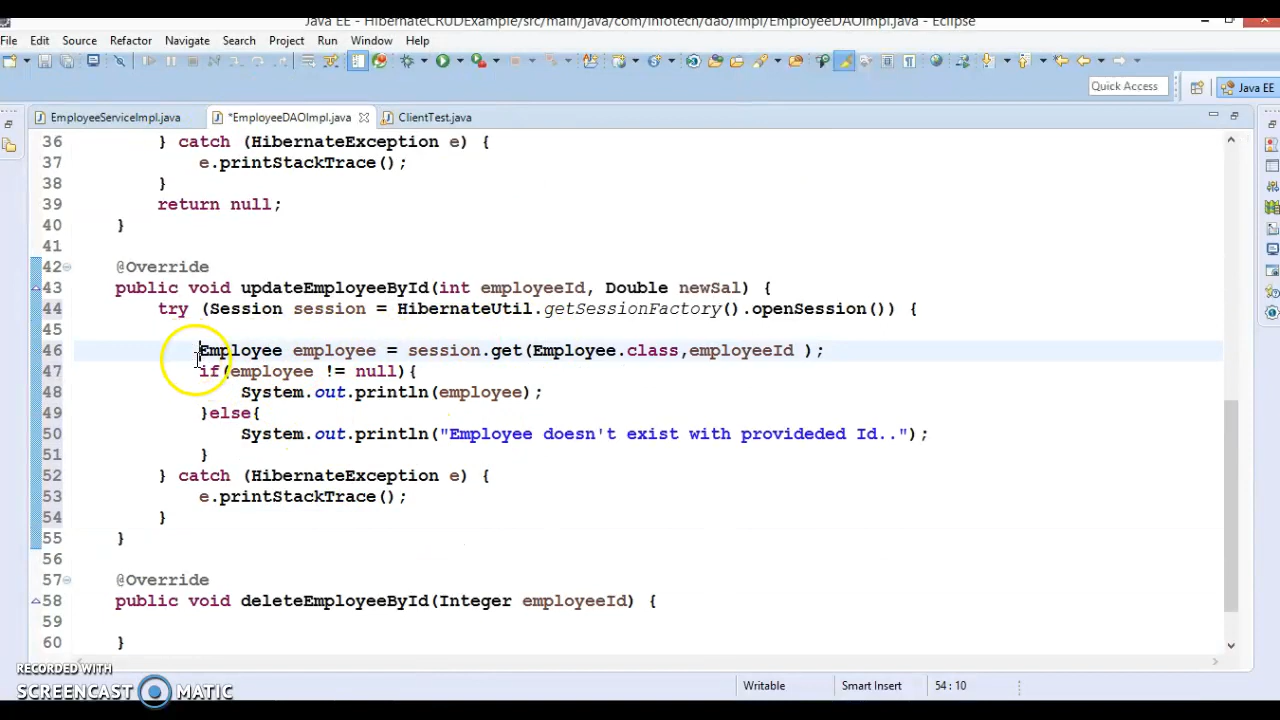 Java EE - HibernateCRUDExample/src/main/java/com/infotech/dao/impl/EmployeeDAOImpl.java - Eclipse
File Edit Source Refactor Navigate Search Project Run Window Help
Quick Access
Java EE
EmployeeServiceImpl.java *EmployeeDAOImpl.java ClientTest.java
36 } catch (HibernateException e) {
37 e.printStackTrace();
38 }
39 return null;
40 }
41
42 @Override
43 public void updateEmployeeById(int employeeId, Double newSal) {
44 try (Session session = HibernateUtil.getSessionFactory().openSession()) {
45
46 Employee employee = session.get(Employee.class,employeeId );
47 if(employee != null){
48 System.out.println(employee);
49 }else{
50 System.out.println("Employee doesn't exist with provideded Id..");
51 }
52 } catch (HibernateException e) {
53 e.printStackTrace();
54 }
55 }
56
57 @Override
58 public void deleteEmployeeById(Integer employeeId) {
59
60 }
RECORDED WITH
SCREENCAST MATIC
Writable Smart Insert 54 : 10